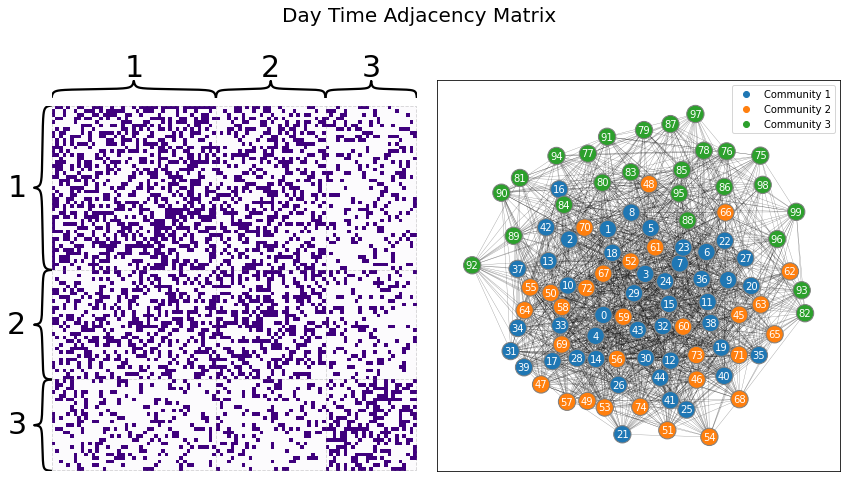 Day Time Adjacency Matrix
1 2 3
1
2
3
Community 1
Community 2
Community 3
97
87
79
91
78 76
94 77 75
83 85
81 80 48 86 98
90 16 95
84
8 66 99
42 70 1 5 88
89 2 22 96
61 23
18 6
13 52 7 27
92 37 67 3 62
10 72 24 36 9 20
55 50 29 93
64 58 15 11 63
0 59 45 82
34 33 43 32 60 38
4 65
31 69 19
39 17 28 14 56 30 12 73 71 35
47 26 44 46 40
57 49 53 74 41 25 68
21 51 54